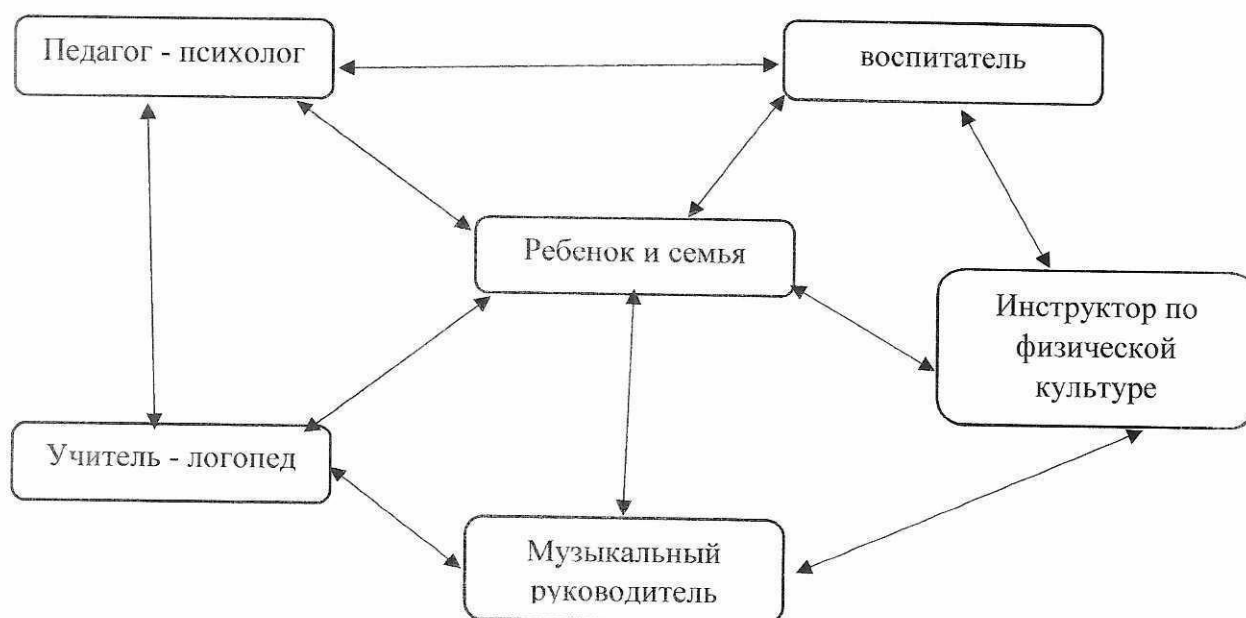 Педагог - психолог
воспитатель
Ребенок и семья
Инструктор по
физической
культуре
Учитель - логопед
Музыкальный
руководитель